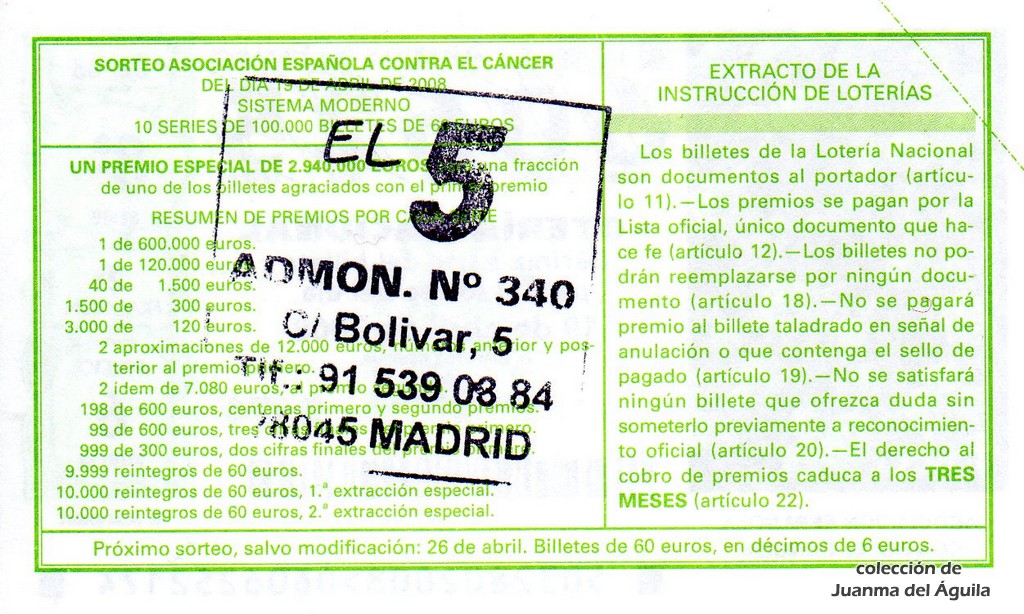 SORTEO ASOCIACIÓN ESPAÑOLA CONTRA EL CÁNCER
DEL DIA 19 DE ABRIL DE 2008
SISTEMA MODERNO
10 SERIES DE 100.000 BILLETES DE 60 EUROS
UN PREMIO ESPECIAL DE 2.940.000 EUROS, una fracción
de uno de los billetes agraciados con el primer premio
RESUMEN DE PREMIOS POR CADA SERIE
1 de 600.000 euros.
1 de 120.000 euros.
40 de 1.500 euros.
1.500 de 300 euros.
3.000 de 120 euros.
2 aproximaciones de 12.000 euros, números anterior y pos-
terior al premio primero.
2 idem de 7.080 euros, al premio segundo.
198 de 600 euros, centenas primero y segundo premios.
99 de 600 euros, tres cifras finales del premio primero.
999 de 300 euros, dos cifras finales del premio primero.
9.999 reintegros de 60 euros.
10.000 reintegros de 60 euros, 1.ª extracción especial.
10.000 reintegros de 60 euros, 2.ª extracción especial.
EL 5
ADMON. Nº 340
C/ Bolivar, 5
Tlf.: 91 539 08 84
28045 MADRID
EXTRACTO DE LA
INSTRUCCIÓN DE LOTERÍAS
Los billetes de la Lotería Nacional
son documentos al portador (artícu-
lo 11).—Los premios se pagan por la
Lista oficial, único documento que ha-
ce fe (artículo 12).—Los billetes no po-
drán reemplazarse por ningún docu-
mento (artículo 18).—No se pagará
premio al billete taladrado en señal de
anulación o que contenga el sello de
pagado (artículo 19).—No se satisfará
ningún billete que ofrezca duda sin
someterlo previamente a reconocimien-
to oficial (artículo 20).—El derecho al
cobro de premios caduca a los TRES
MESES (artículo 22).
Próximo sorteo, salvo modificación: 26 de abril. Billetes de 60 euros, en décimos de 6 euros.
colección de
Juanma del Águila